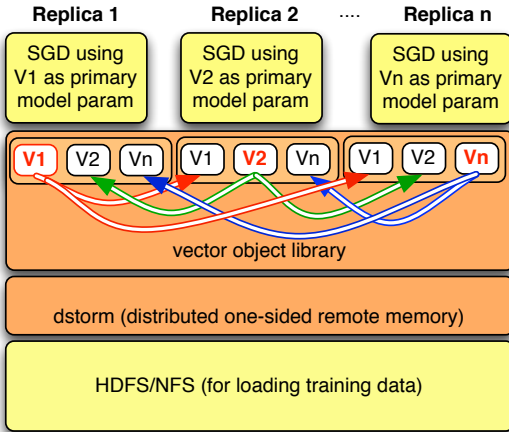 Replica 1 Replica 2 .... Replica n
SGD using
V1 as primary
model param
SGD using
V2 as primary
model param
SGD using
Vn as primary
model param
V1 V2 Vn V1 V2 Vn V1 V2 Vn
vector object library
dstorm (distributed one-sided remote memory)
HDFS/NFS (for loading training data)